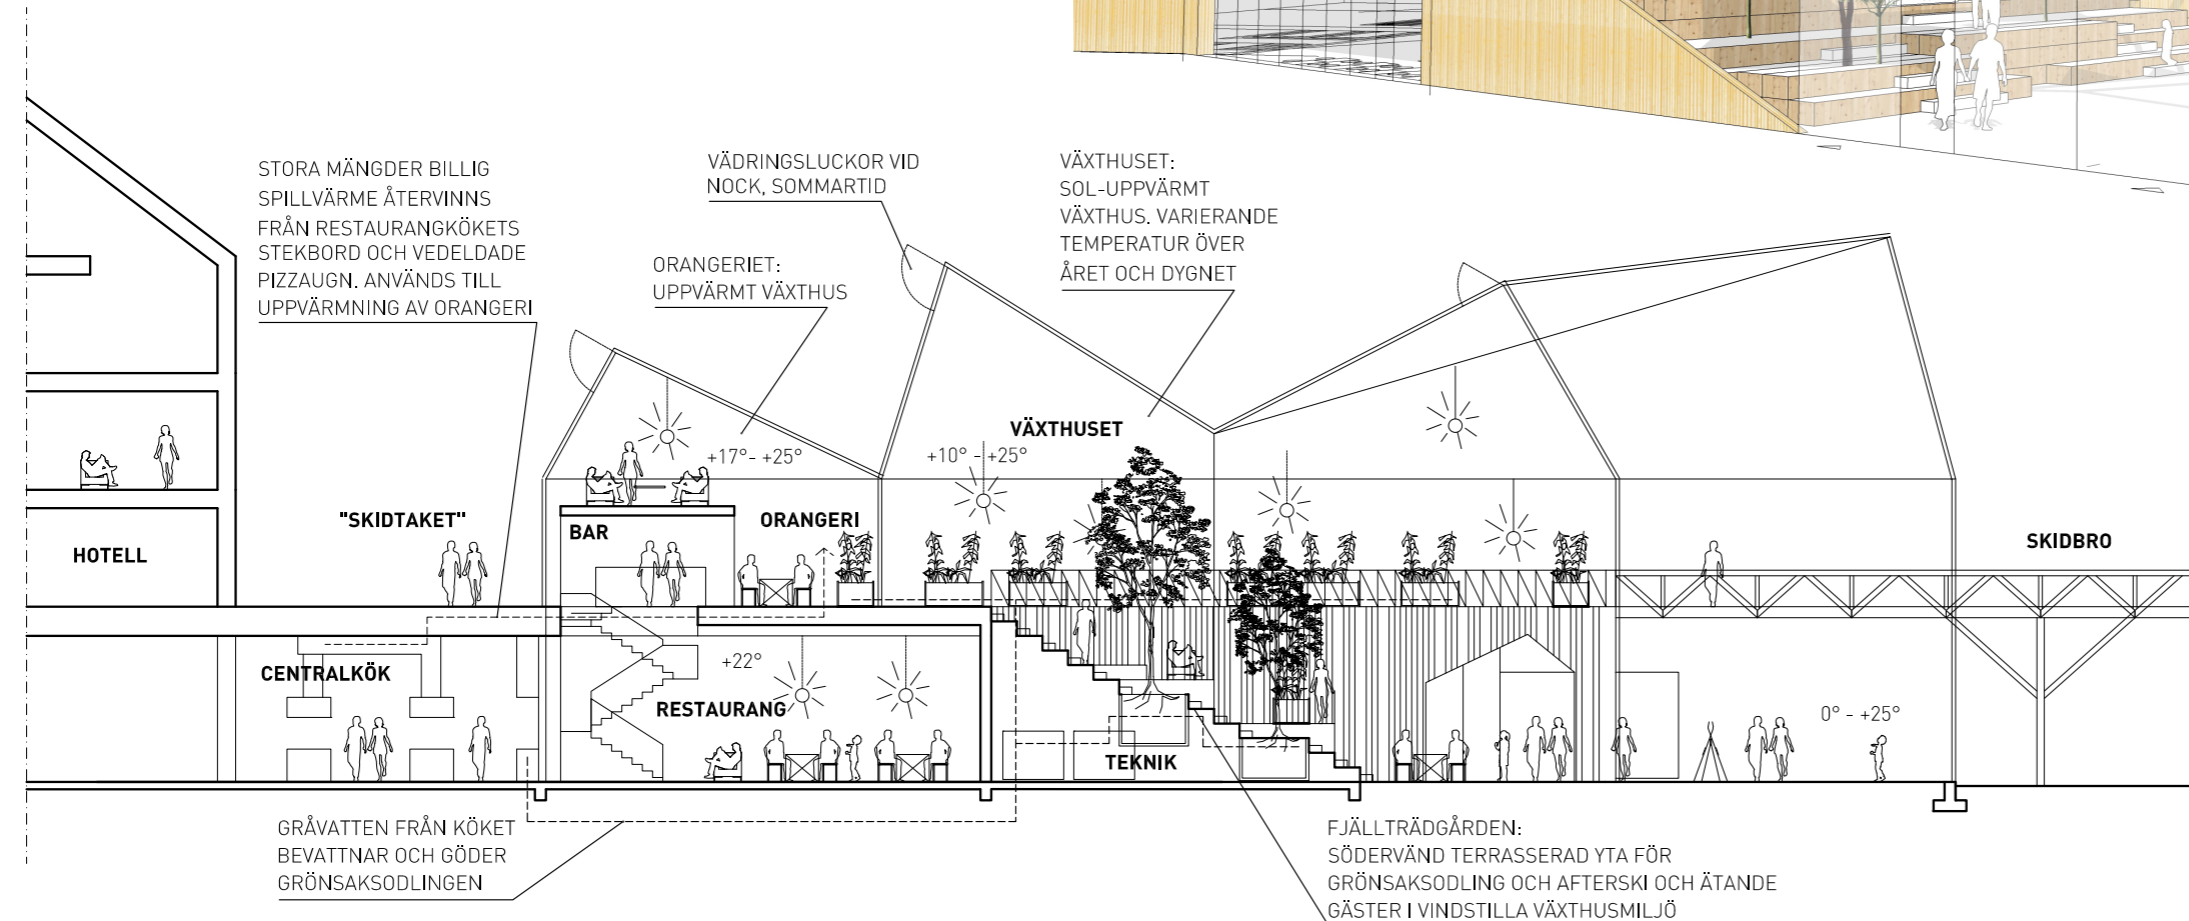 STORA MÄNGDER BILLIG
SPILLVÄRME ÅTERVINNS
FRÅN RESTAURANGKÖKETS
STEKBORD OCH VEDELDADE
PIZZAUGN. ANVÄNDS TILL
UPPVÄRMNING AV ORANGERI
VÄDRINGSLUCKOR VID
NOCK, SOMMARTID
ORANGERIET:
UPPVÄRMT VÄXTHUS
VÄXTHUSET:
SOL-UPPVÄRMT
VÄXTHUS. VARIERANDE
TEMPERATUR ÖVER
ÅRET OCH DYGNET
VÄXTHUSET
+17°- +25°
+10° - +25°
"SKIDTAKET"
BAR
ORANGERI
HOTELL
SKIDBRO
CENTRALKÖK
+22°
RESTAURANG
TEKNIK
0° - +25°
GRÅVATTEN FRÅN KÖKET
BEVATTNAR OCH GÖDER
GRÖNSAKSODLINGEN
FJÄLLTRÄDGÅRDEN:
SÖDERVÄND TERRASSERAD YTA FÖR
GRÖNSAKSODLING OCH AFTERSKI OCH ÄTANDE
GÄSTER I VINDSTILLA VÄXTHUSMILJÖ